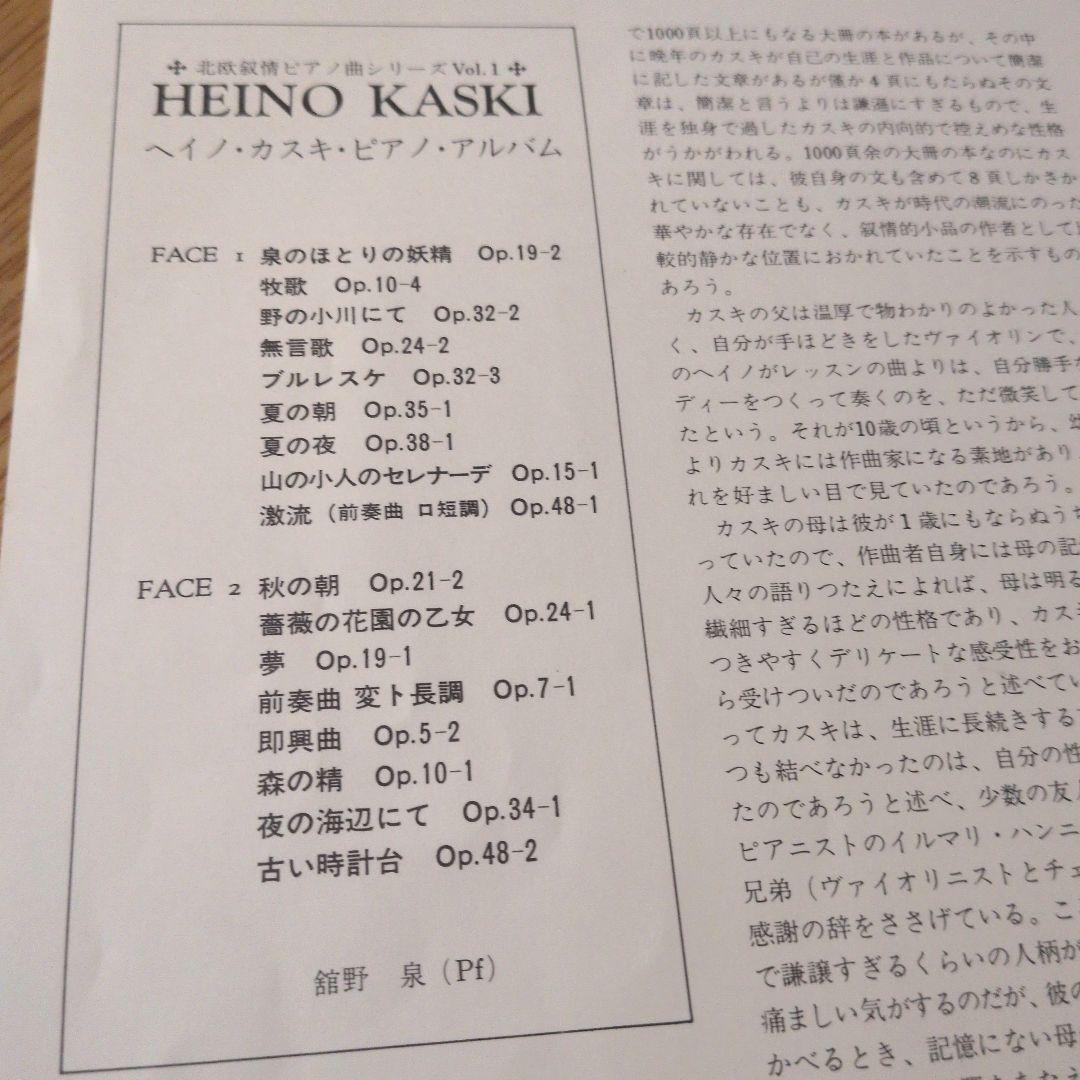 ✣ 北欧叙情ピアノ曲シリーズ Vol.1 ✣
HEINO KASKI
ヘイノ・カスキ・ピアノ・アルバム
FACE 1 泉のほとりの妖精 Op.19-2
牧歌 Op.10-4
野の小川にて Op.32-2
無言歌 Op.24-2
ブルレスケ Op.32-3
夏の朝 Op.35-1
夏の夜 Op.38-1
山の小人のセレナーデ Op.15-1
激流（前奏曲 ロ短調） Op.48-1
FACE 2 秋の朝 Op.21-2
薔薇の花園の乙女 Op.24-1
夢 Op.19-1
前奏曲 変ト長調 Op.7-1
即興曲 Op.5-2
森の精 Op.10-1
夜の海辺にて Op.34-1
古い時計台 Op.48-2
舘野 泉（Pf）
で1000頁以上にもなる大冊の本があるが、その中
に晩年のカスキが自己の生涯と作品について簡潔
に記した文章があるが僅か4頁にもたらぬその文
章は、簡潔と言うよりは謙遜にすぎるもので、生
涯を独身で過したカスキの内向的で控えめな性格
がうかがわれる。1000頁余の大冊の本なのにカス
キに関しては、彼自身の文も含めて8頁しかさか
れていないことも、カスキが時代の潮流にのった
華やかな存在でなく、叙情的小品の作者として比
較的静かな位置におかれていたことを示すもの
あろう。
カスキの父は温厚で物わかりのよかった人
く、自分が手ほどきをしたヴァイオリンで、
のヘイノがレッスンの曲よりは、自分勝手な
ディーをつくって奏くのを、ただ微笑して
たという。それが10歳の頃というから、幼
よりカスキには作曲家になる素地があり、
れを好ましい目で見ていたのであろう。
カスキの母は彼が1歳にもならぬうち
っていたので、作曲者自身には母の記
人々の語りつたえによれば、母は明る
繊細すぎるほどの性格であり、カスキ
つきやすくデリケートな感受性をお
ら受けついだのであろうと述べてい
ってカスキは、生涯に長続きする
つも結べなかったのは、自分の性
たのであろうと述べ、少数の友人
ピアニストのイルマリ・ハンニ
兄弟（ヴァイオリニストとチェ
感謝の辞をささげている。こ
で謙譲すぎるくらいの人柄が
痛ましい気がするのだが、彼の
かべるとき、記憶にない母